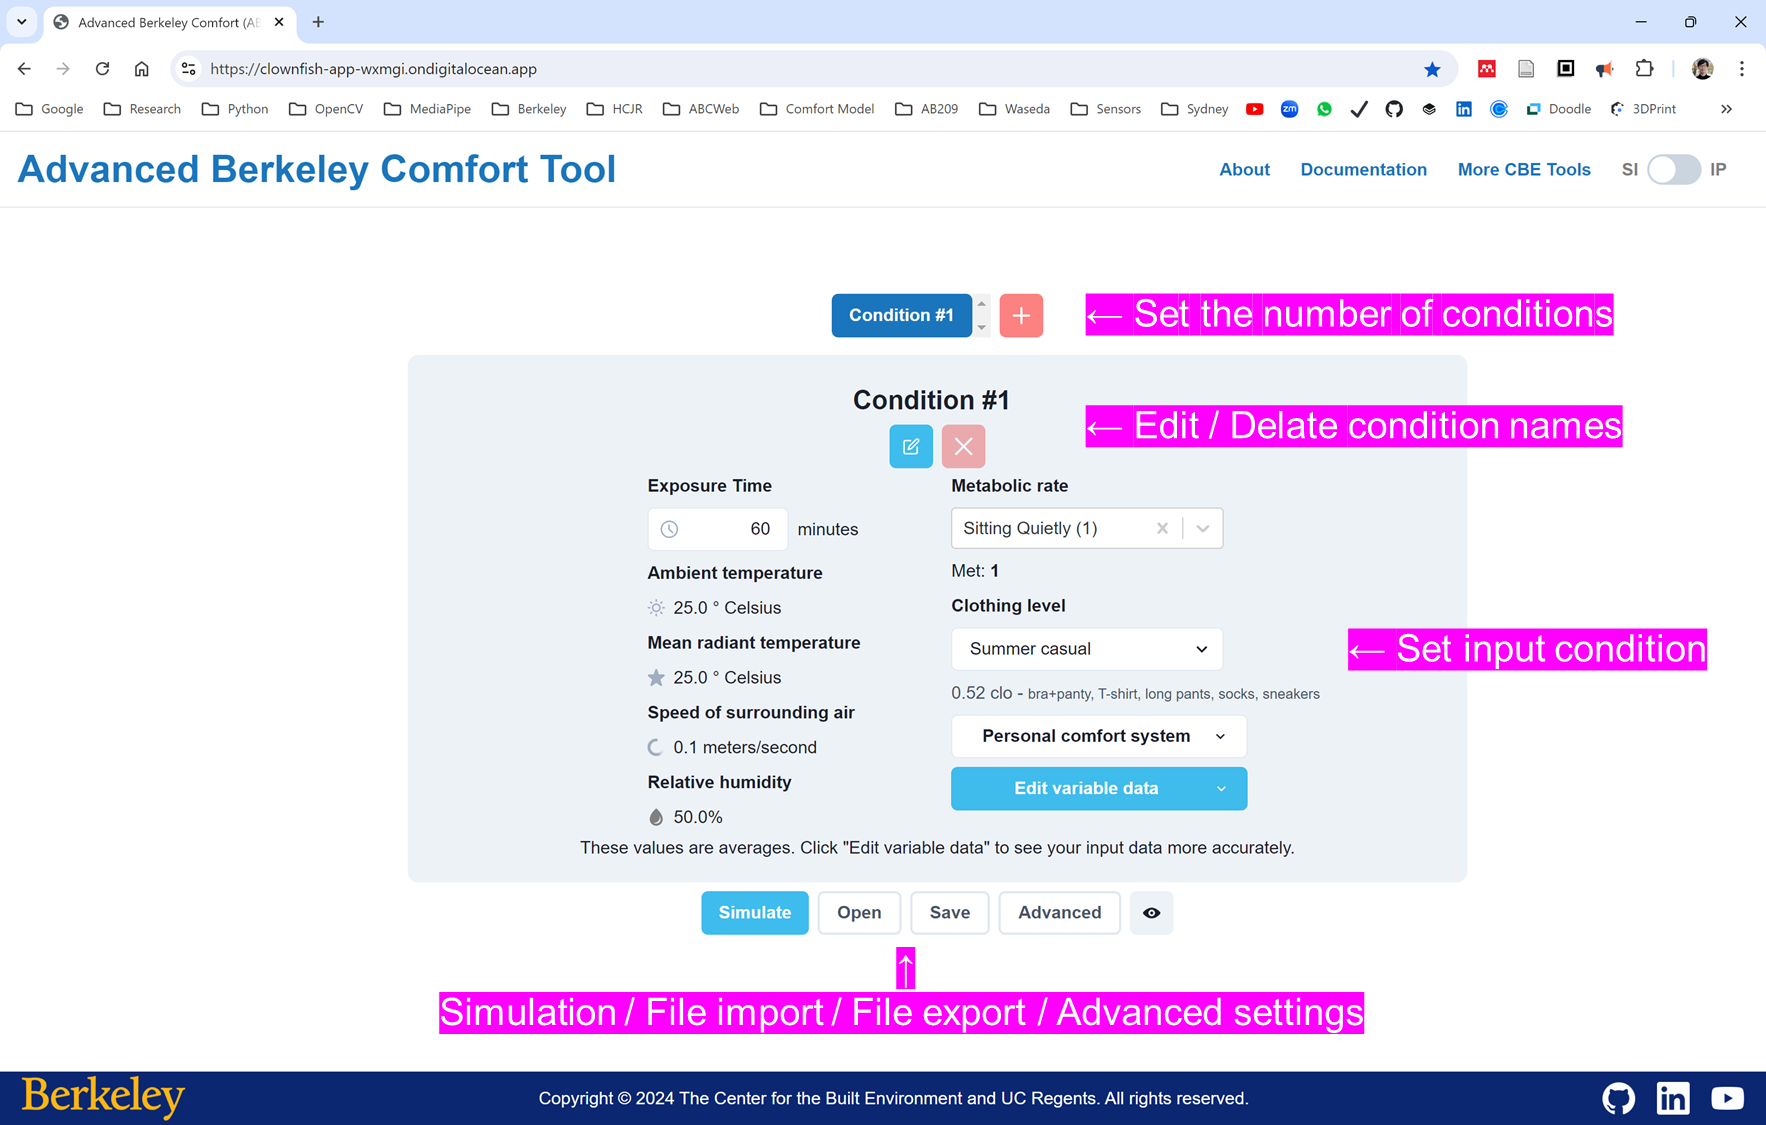 Advanced Berkeley Comfort (AB
https://clownfish-app-wxmgi.ondigitalocean.app
Google Research Python OpenCV MediaPipe Berkeley HCJR ABCWeb Comfort Model AB209 Waseda Sensors Sydney zm Doodle 3DPrint
Advanced Berkeley Comfort Tool
About Documentation More CBE Tools SI IP
Condition #1 + ← Set the number of conditions
Condition #1
← Edit / Delate condition names
Exposure Time Metabolic rate
60 minutes Sitting Quietly (1)
Ambient temperature Met: 1
25.0 ° Celsius Clothing level
Mean radiant temperature Summer casual ← Set input condition
25.0 ° Celsius 0.52 clo - bra+panty, T-shirt, long pants, socks, sneakers
Speed of surrounding air Personal comfort system
0.1 meters/second
Relative humidity Edit variable data
50.0%
These values are averages. Click "Edit variable data" to see your input data more accurately.
Simulate Open Save Advanced
↑
Simulation / File import / File export / Advanced settings
Berkeley Copyright © 2024 The Center for the Built Environment and UC Regents. All rights reserved. in